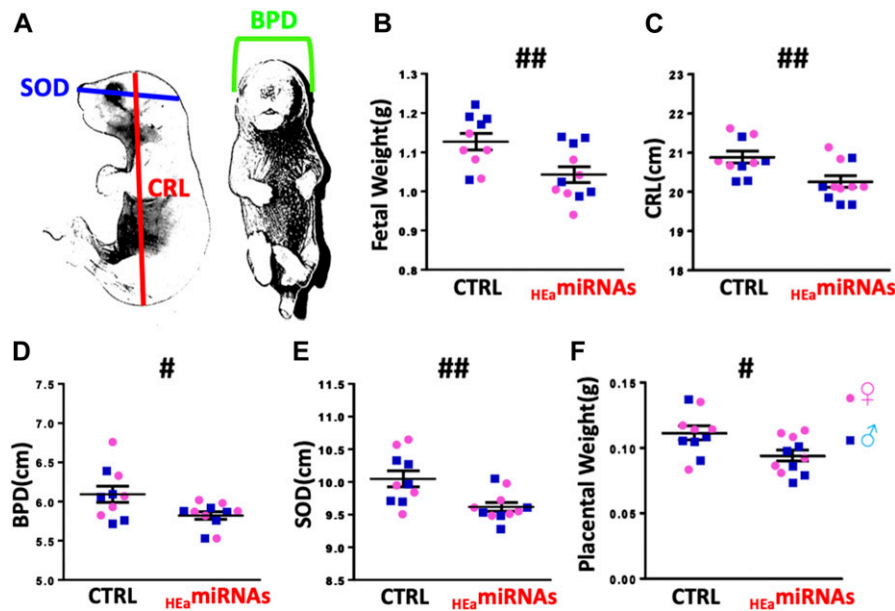 A
SOD
CRL
BPD
B
##
Fetal Weight(g)
1.3
1.2
1.1
1.0
0.9
0.8
CTRL
HEamiRNAs
C
##
CRL(cm)
23
22
21
20
19
18
CTRL
HEamiRNAs
D
#
BPD(cm)
7.5
7.0
6.5
6.0
5.5
5.0
CTRL
HEamiRNAs
E
##
SOD(cm)
11.5
11.0
10.5
10.0
9.5
9.0
8.5
CTRL
HEamiRNAs
F
#
Placental Weight(g)
0.15
0.10
0.05
0.00
CTRL
HEamiRNAs
♀
♂